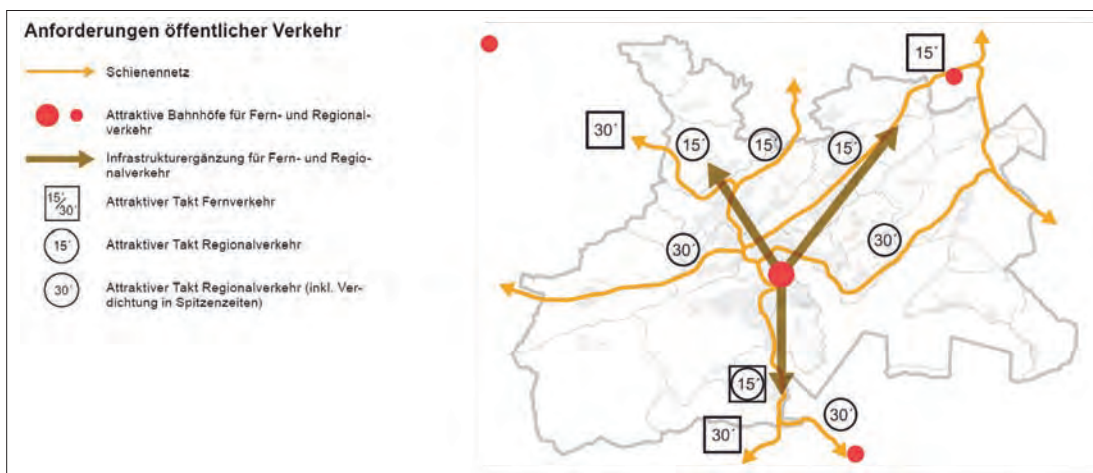 Anforderungen öffentlicher Verkehr
Schienennetz
Attraktive Bahnhöfe für Fern- und Regional-
verkehr
Infrastrukturergänzung für Fern- und Regio-
nalverkehr
15´/
30´
Attraktiver Takt Fernverkehr
15´
Attraktiver Takt Regionalverkehr
30´
Attraktiver Takt Regionalverkehr (inkl. Ver-
dichtung in Spitzenzeiten)
15´
30´
15´
15´
15´
30´
30´
15´
30´
30´